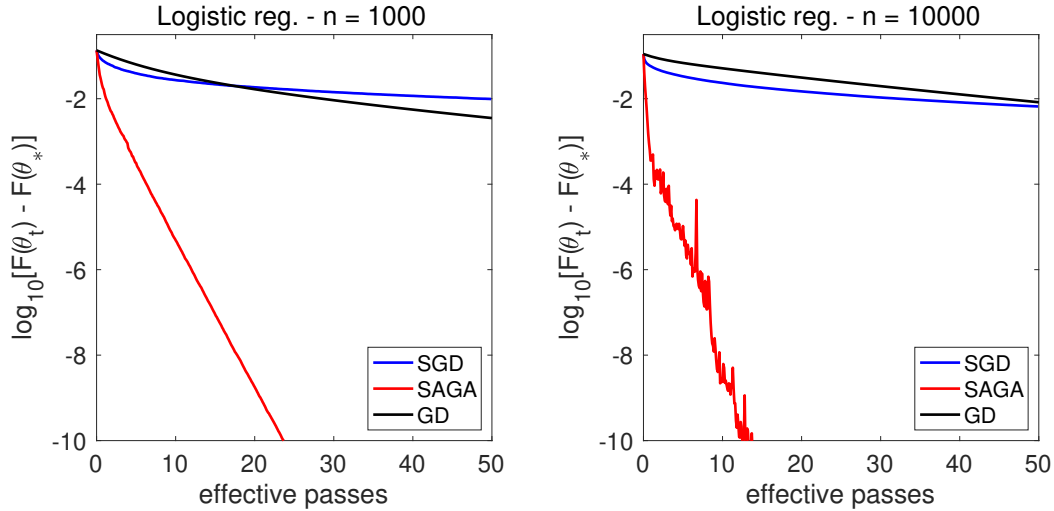 Logistic reg. - n = 1000
log10[F(θt) - F(θ*)]
-2
-4
-6
-8
-10
0 10 20 30 40 50
effective passes
SGD
SAGA
GD
Logistic reg. - n = 10000
log10[F(θt) - F(θ*)]
-2
-4
-6
-8
-10
0 10 20 30 40 50
effective passes
SGD
SAGA
GD